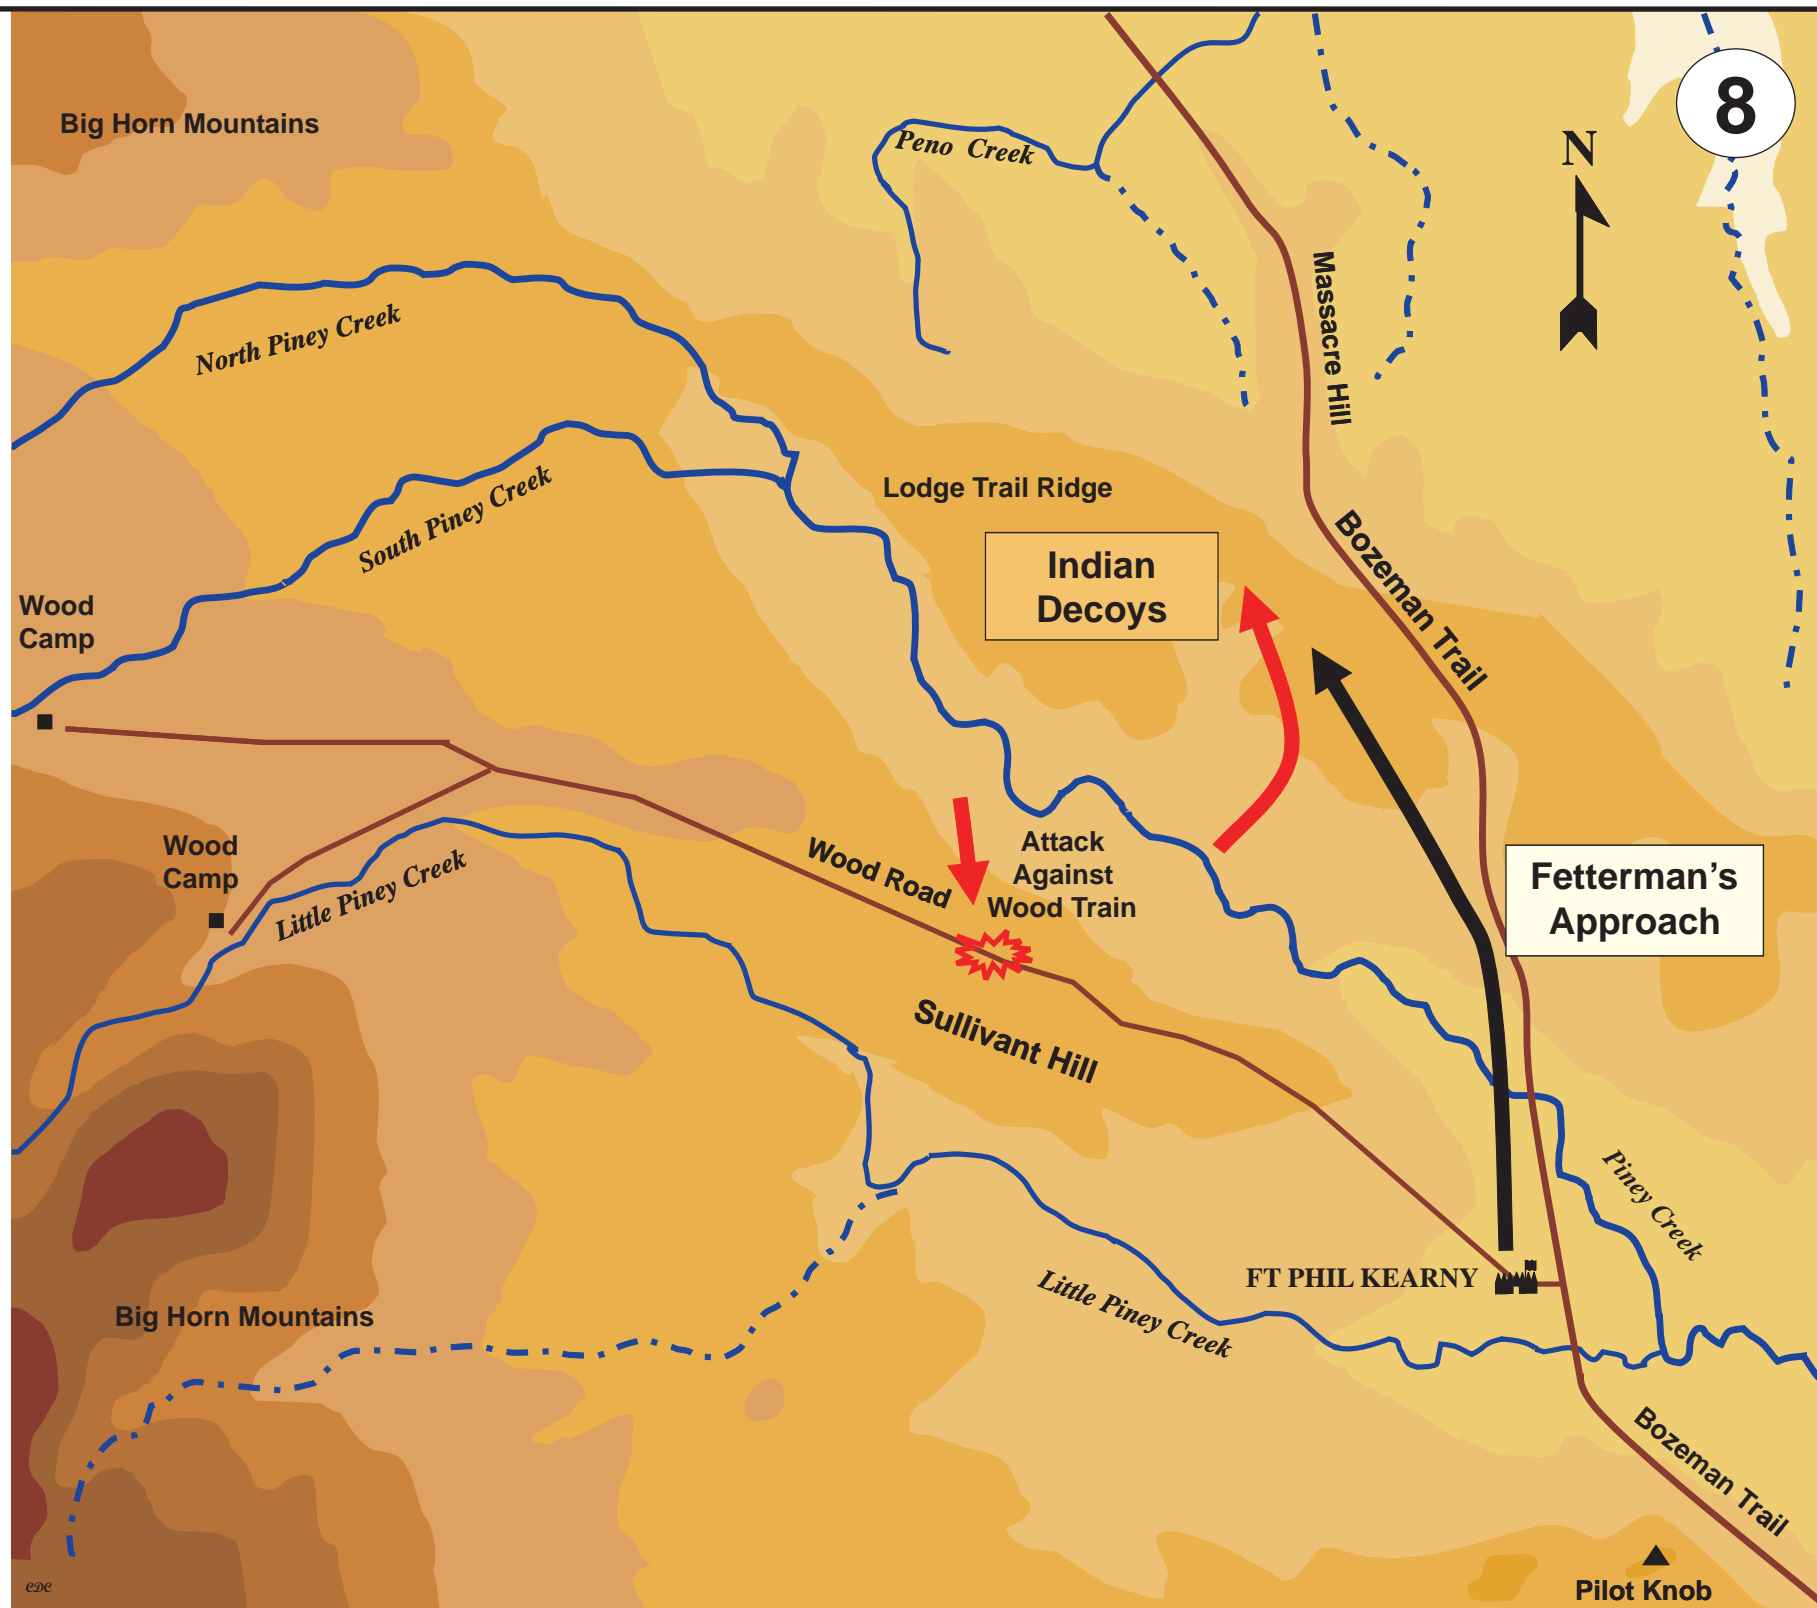 8
Big Horn Mountains
N
Peno Creek
North Piney Creek
Massacre Hill
South Piney Creek
Lodge Trail Ridge
Indian
Decoys
Bozeman Trail
Wood
Camp
Wood
Camp
Little Piney Creek
Wood Road
Attack
Against
Wood Train
Fetterman’s
Approach
Sullivant Hill
Piney Creek
FT PHIL KEARNY
Little Piney Creek
Big Horn Mountains
Bozeman Trail
CDC
Pilot Knob